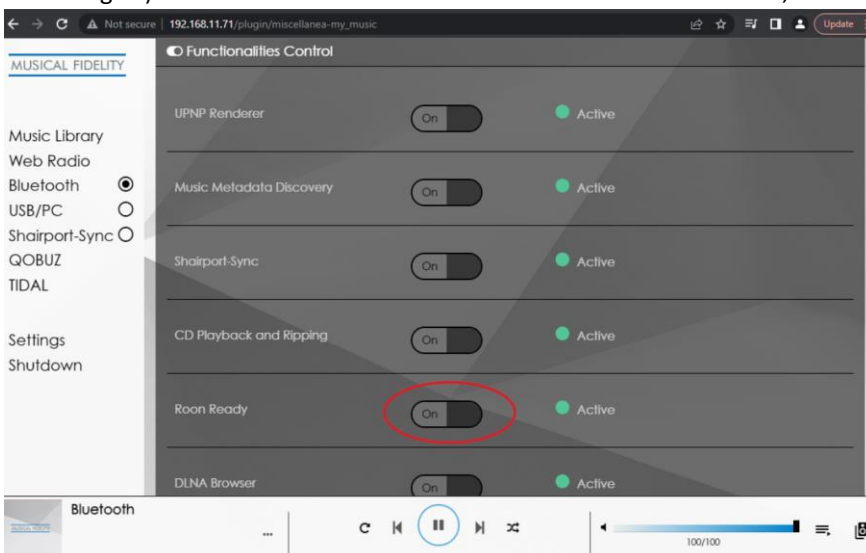 Not secure | 192.168.11.71/plugin/miscellanea-my_music
Update
MUSICAL FIDELITY
Functionalities Control
Music Library
Web Radio
Bluetooth
USB/PC
Shairport-Sync
QOBUZ
TIDAL
Settings
Shutdown
UPNP Renderer On Active
Music Metadata Discovery On Active
Shairport-Sync On Active
CD Playback and Ripping On Active
Roon Ready On Active
DLNA Browser On Active
MUSICAL FIDELITY
Bluetooth
...
100/100